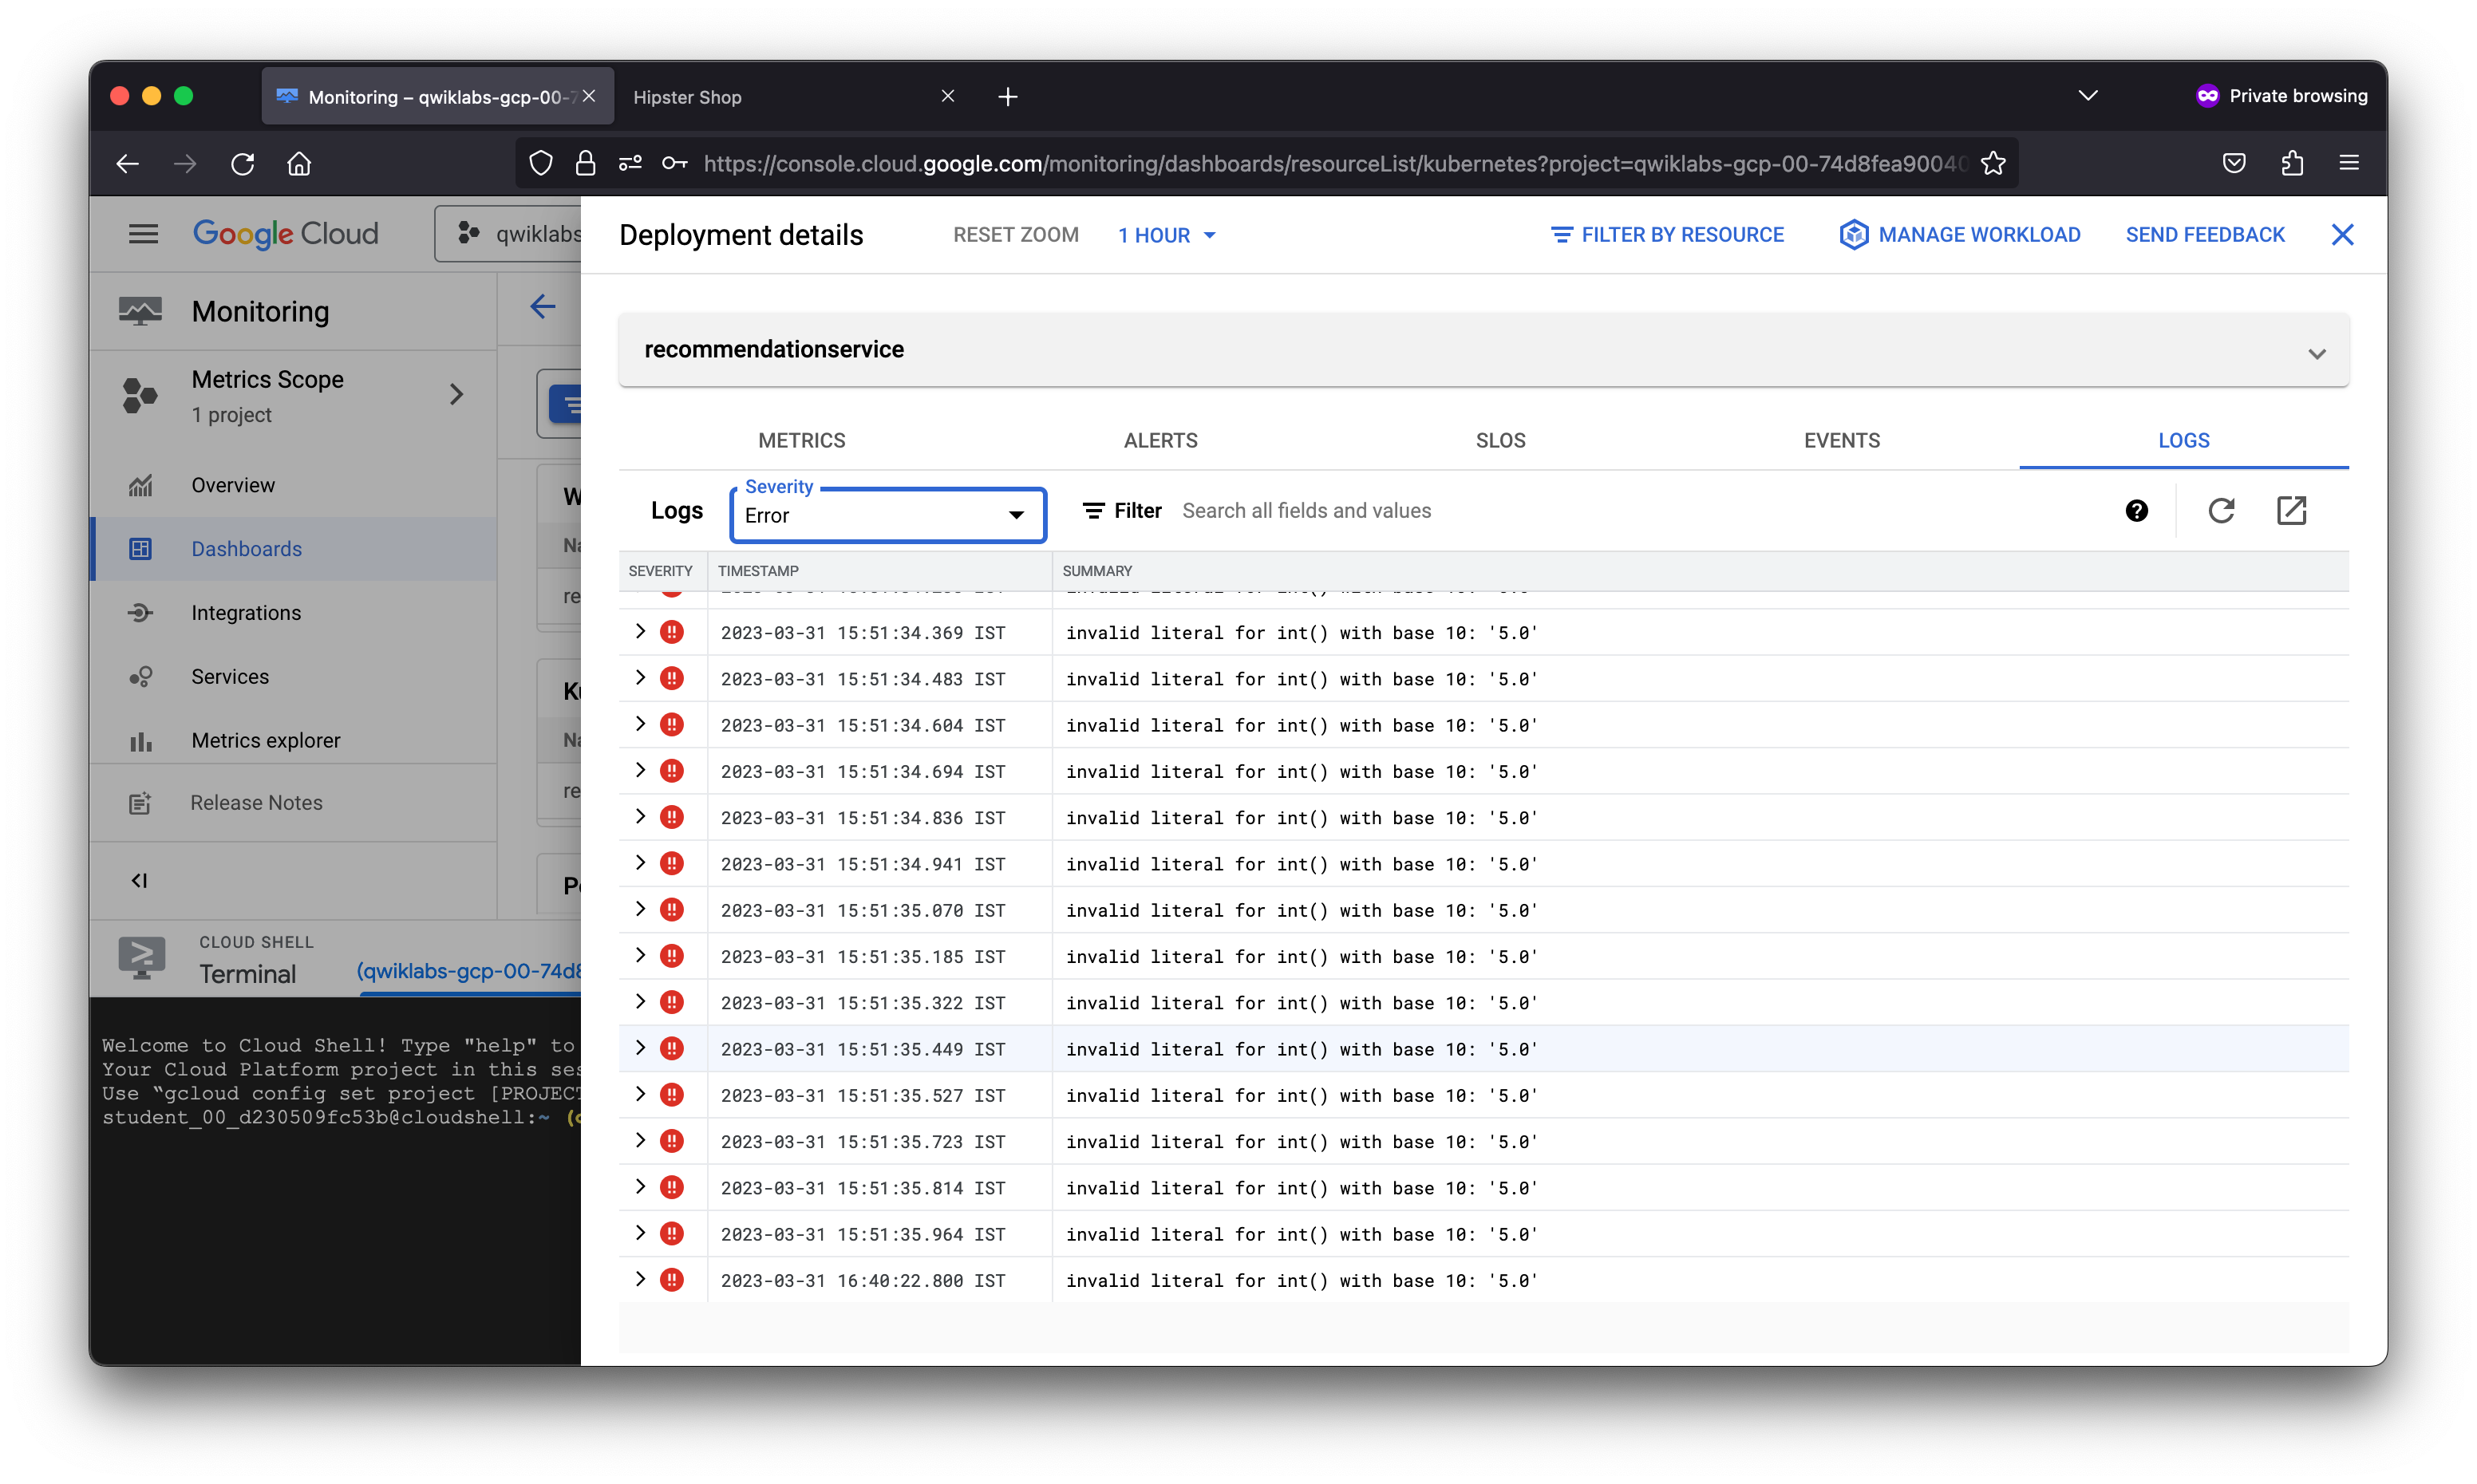 Monitoring – qwiklabs-gcp-00-7
Hipster Shop
Private browsing
https://console.cloud.google.com/monitoring/dashboards/resourceList/kubernetes?project=qwiklabs-gcp-00-74d8fea90040
Google Cloud
qwiklabs
Deployment details
RESET ZOOM
1 HOUR
FILTER BY RESOURCE
MANAGE WORKLOAD
SEND FEEDBACK
Monitoring
Metrics Scope
1 project
Overview
Dashboards
Integrations
Services
Metrics explorer
Release Notes
W
Na
re
Ku
Na
re
Po
recommendationservice
METRICS
ALERTS
SLOS
EVENTS
LOGS
Logs
Severity
Error
Filter
Search all fields and values
SEVERITY TIMESTAMP SUMMARY
invalid literal for int() with base 10: '5.0'
2023-03-31 15:51:34.369 IST invalid literal for int() with base 10: '5.0'
2023-03-31 15:51:34.483 IST invalid literal for int() with base 10: '5.0'
2023-03-31 15:51:34.604 IST invalid literal for int() with base 10: '5.0'
2023-03-31 15:51:34.694 IST invalid literal for int() with base 10: '5.0'
2023-03-31 15:51:34.836 IST invalid literal for int() with base 10: '5.0'
2023-03-31 15:51:34.941 IST invalid literal for int() with base 10: '5.0'
2023-03-31 15:51:35.070 IST invalid literal for int() with base 10: '5.0'
2023-03-31 15:51:35.185 IST invalid literal for int() with base 10: '5.0'
2023-03-31 15:51:35.322 IST invalid literal for int() with base 10: '5.0'
2023-03-31 15:51:35.449 IST invalid literal for int() with base 10: '5.0'
2023-03-31 15:51:35.527 IST invalid literal for int() with base 10: '5.0'
2023-03-31 15:51:35.723 IST invalid literal for int() with base 10: '5.0'
2023-03-31 15:51:35.814 IST invalid literal for int() with base 10: '5.0'
2023-03-31 15:51:35.964 IST invalid literal for int() with base 10: '5.0'
2023-03-31 16:40:22.800 IST invalid literal for int() with base 10: '5.0'
CLOUD SHELL
Terminal
(qwiklabs-gcp-00-74d8
Welcome to Cloud Shell! Type "help" to
Your Cloud Platform project in this ses
Use “gcloud config set project [PROJECT
student_00_d230509fc53b@cloudshell:~ (